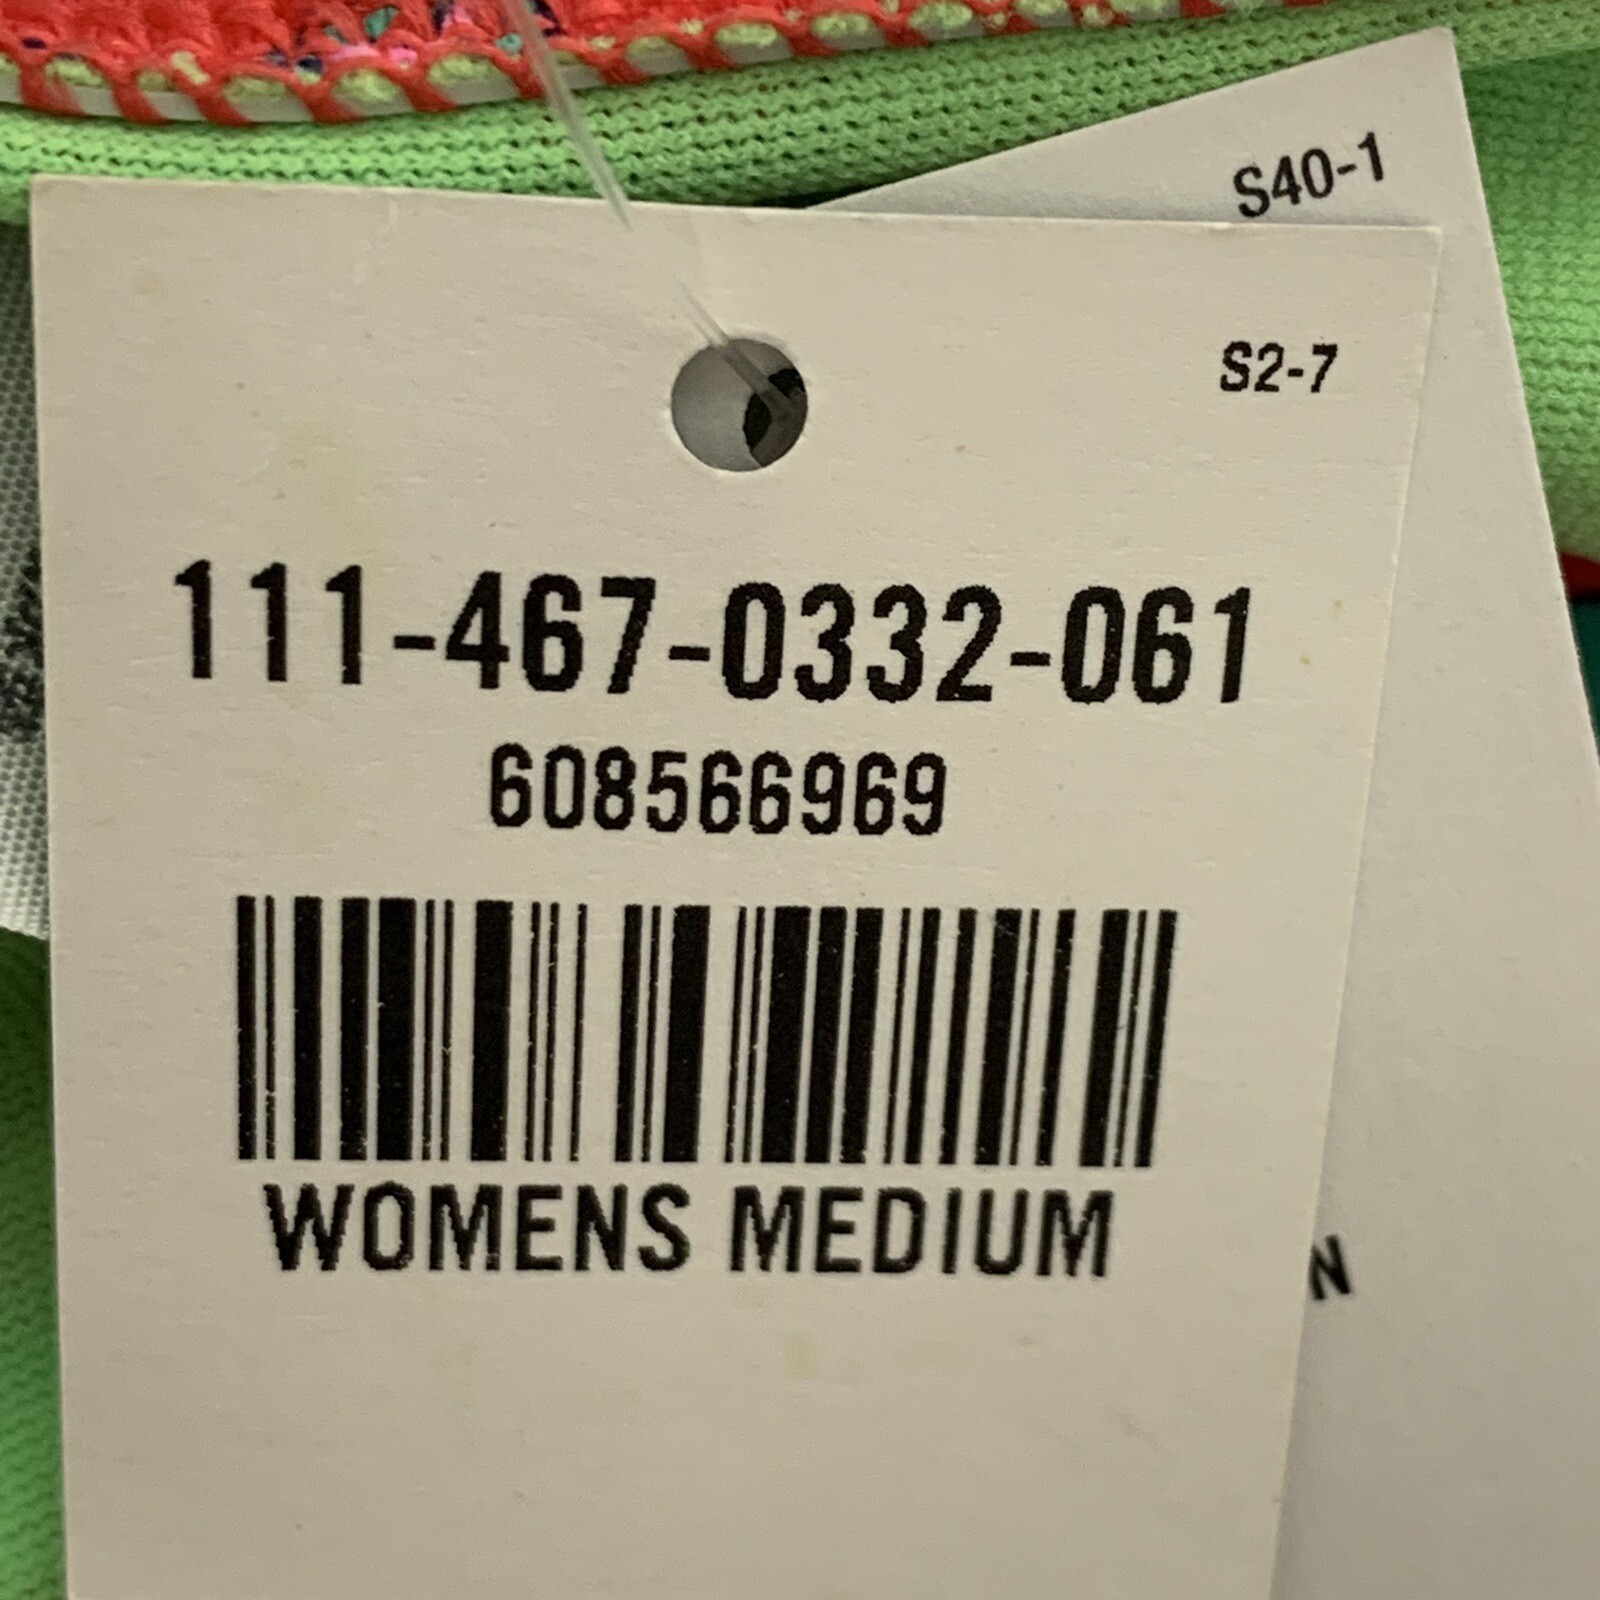 S40-1
S2-7
111-467-0332-061
608566969
WOMENS MEDIUM
N